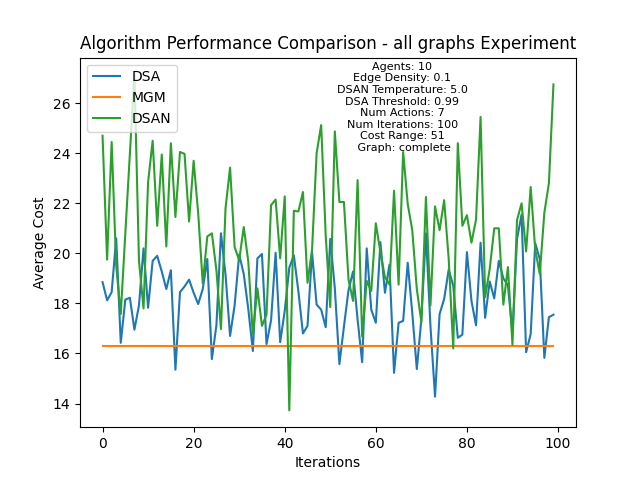 Algorithm Performance Comparison - all graphs Experiment
DSA
MGM
DSAN
Agents: 10
Edge Density: 0.1
DSAN Temperature: 5.0
DSA Threshold: 0.99
Num Actions: 7
Num Iterations: 100
Cost Range: 51
Graph: complete
Average Cost
26
24
22
20
18
16
14
0
20
40
60
80
100
Iterations